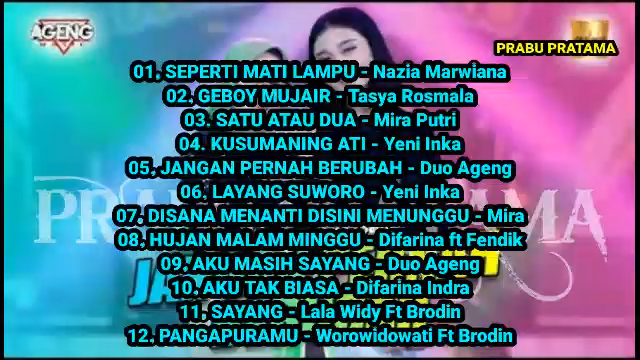 AGENG
PRABU PRATAMA
01, SEPERTI MATI LAMPU - Nazia Marwiana
02. GEBOY MUJAIR - Tasya Rosmala
03. SATU ATAU DUA - Mira Putri
04. KUSUMANING ATI - Yeni Inka
05, JANGAN PERNAH BERUBAH - Duo Ageng
06. LAYANG SUWORO - Yeni Inka
07, DISANA MENANTI DISINI MENUNGGU - Mira
08, HUJAN MALAM MINGGU - Difarina ft Fendik
09, AKU MASIH SAYANG - Duo Ageng
10, AKU TAK BIASA - Difarina Indra
11, SAYANG - Lala Widy Ft Brodin
12. PANGAPURAMU - Worowidowati Ft Brodin